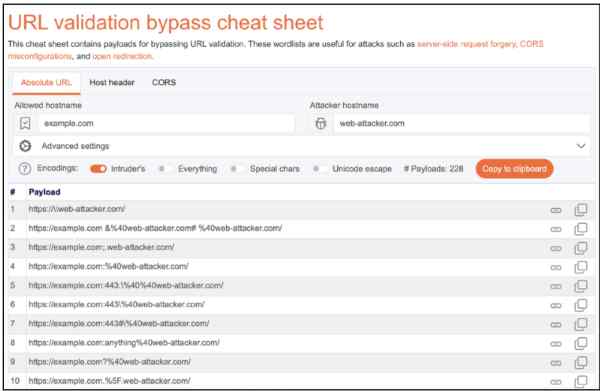 URL validation bypass cheat sheet
This cheat sheet contains payloads for bypassing URL validation. These wordlists are useful for attacks such as server-side request forgery, CORS
misconfigurations, and open redirection.
Absolute URL Host header CORS
Allowed hostname Attacker hostname
example.com web-attacker.com
Advanced settings
Encodings: Intruder's Everything Special chars Unicode escape # Payloads: 228 Copy to clipboard
# Payload
1 https://\\web-attacker.com/
2 https://example.com &%40web-attacker.com# %40web-attacker.com/
3 https://example.com;.web-attacker.com/
4 https://example.com:%40web-attacker.com/
5 https://example.com:443:\%40%40web-attacker.com/
6 https://example.com:443\%40web-attacker.com/
7 https://example.com:443#\%40web-attacker.com/
8 https://example.com:anything%40web-attacker.com/
9 https://example.com?%40web-attacker.com/
10 https://example.com.%5F.web-attacker.com/